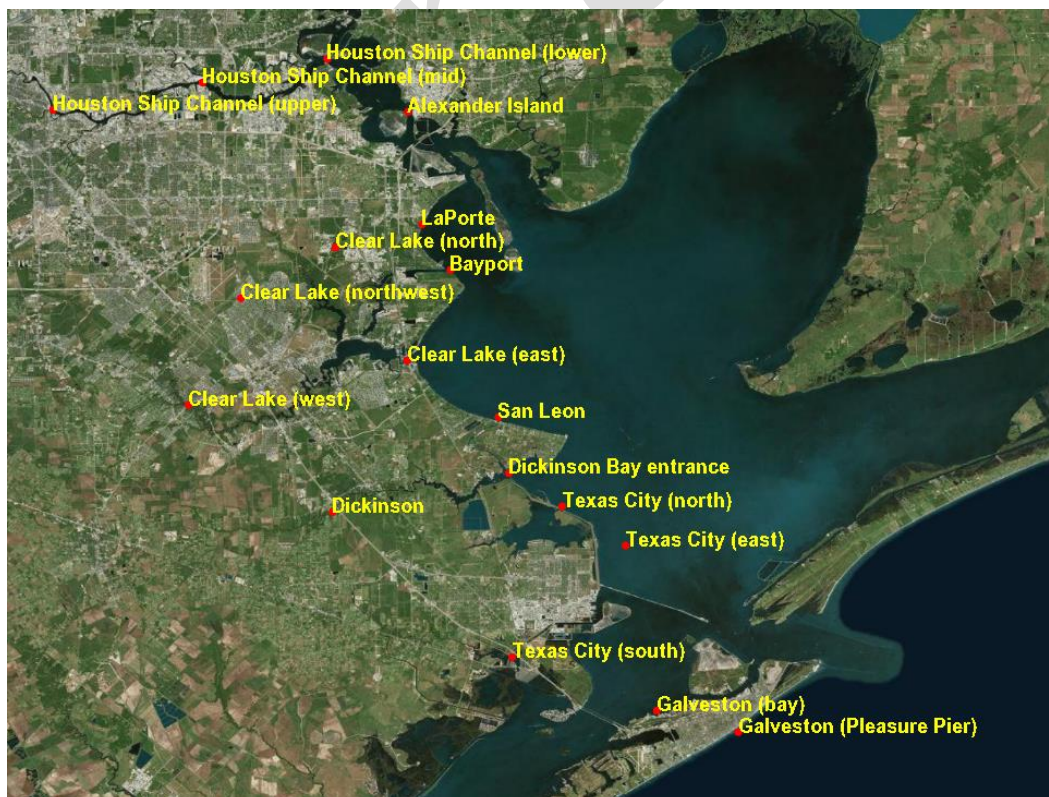 Houston Ship Channel (lower)
Houston Ship Channel (mid)
Houston Ship Channel (upper)
Alexander Island
LaPorte
Clear Lake (north)
Bayport
Clear Lake (northwest)
Clear Lake (east)
Clear Lake (west)
San Leon
Dickinson Bay entrance
Dickinson
Texas City (north)
Texas City (east)
Texas City (south)
Galveston (bay)
Galveston (Pleasure Pier)